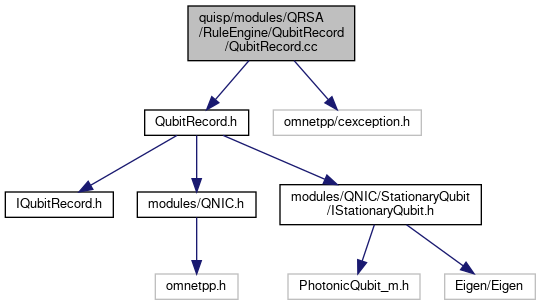 quisp/modules/QRSA
/RuleEngine/QubitRecord
/QubitRecord.cc
QubitRecord.h
omnetpp/cexception.h
IQubitRecord.h
modules/QNIC.h
modules/QNIC/StationaryQubit
/IStationaryQubit.h
omnetpp.h
PhotonicQubit_m.h
Eigen/Eigen